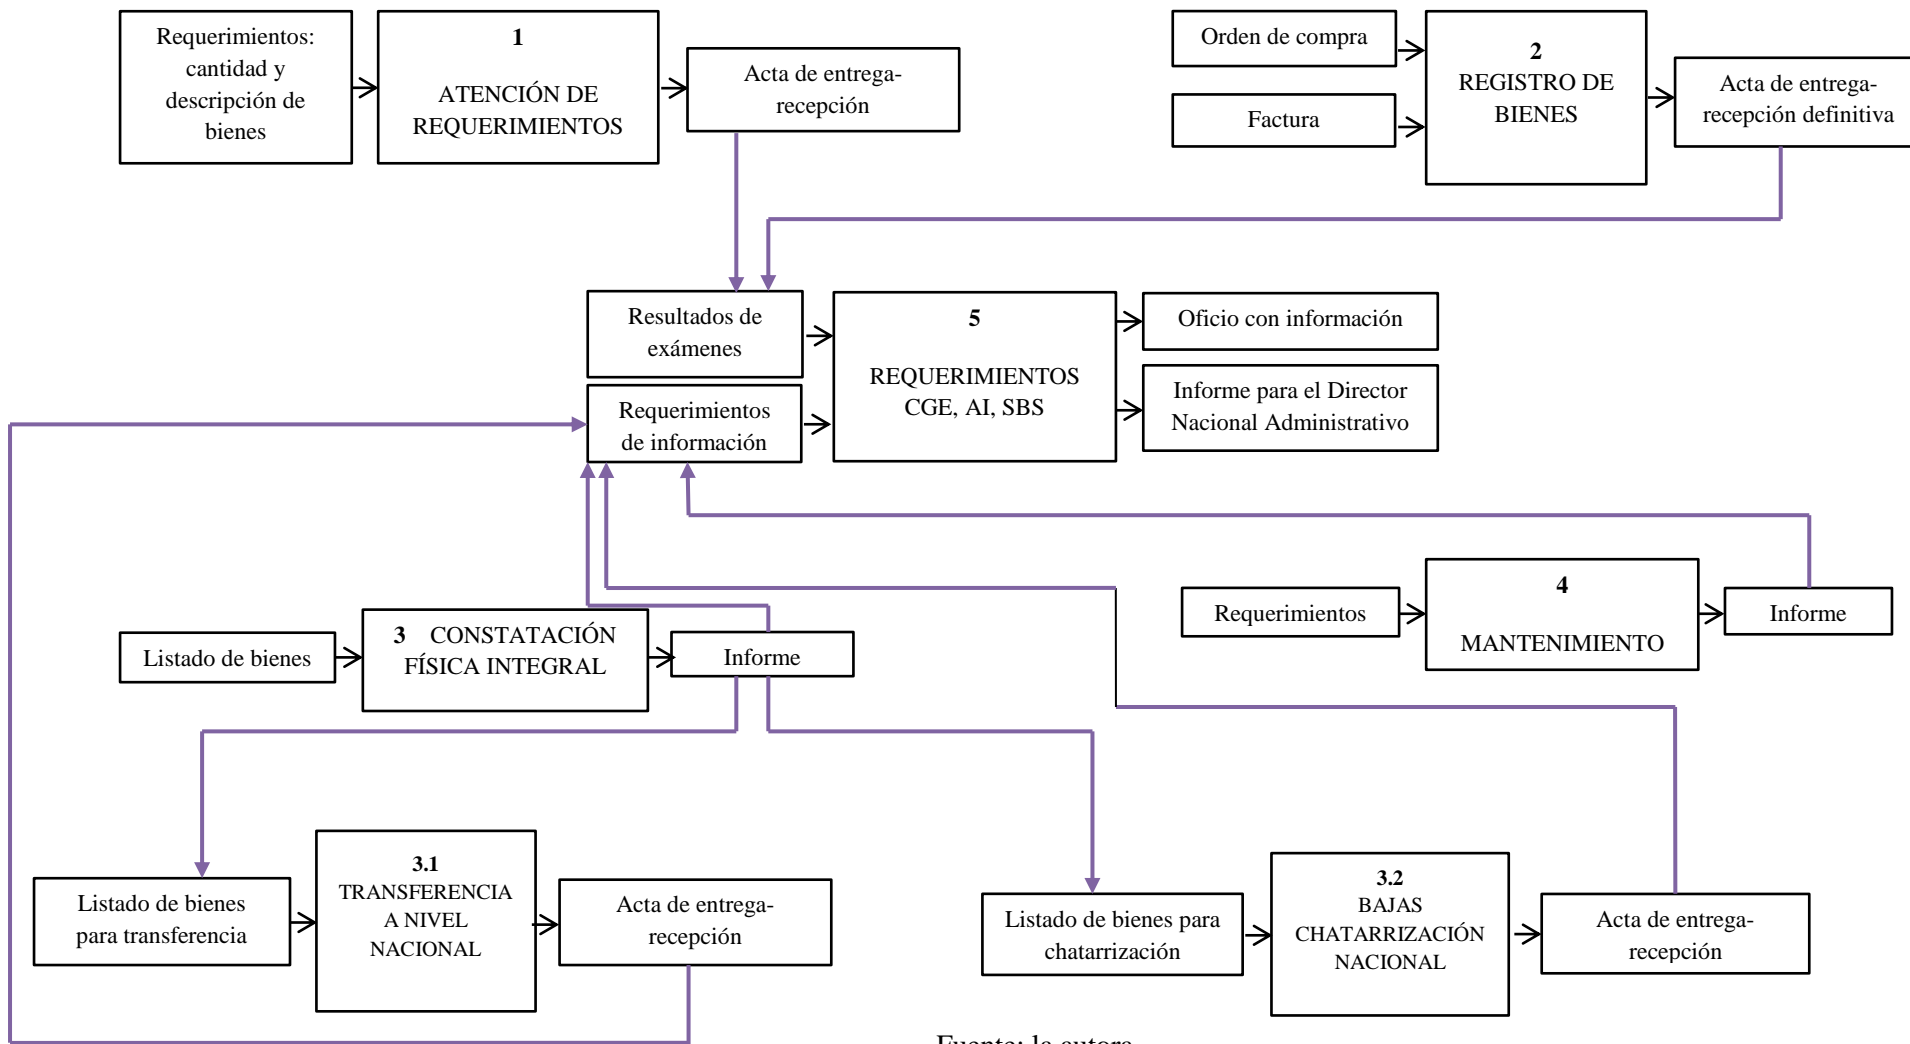 Requerimientos:
cantidad y
descripción de
bienes
1
ATENCIÓN DE
REQUERIMIENTOS
Acta de entrega-
recepción
Orden de compra
Factura
2
REGISTRO DE
BIENES
Acta de entrega-
recepción definitiva
Resultados de
exámenes
Requerimientos
de información
5
REQUERIMIENTOS
CGE, AI, SBS
Oficio con información
Informe para el Director
Nacional Administrativo
Listado de bienes
3 CONSTATACIÓN
FÍSICA INTEGRAL
Informe
Requerimientos
4
MANTENIMIENTO
Informe
Listado de bienes
para transferencia
3.1
TRANSFERENCIA
A NIVEL
NACIONAL
Acta de entrega-
recepción
Listado de bienes para
chatarrización
3.2
BAJAS
CHATARRIZACIÓN
NACIONAL
Acta de entrega-
recepción
Fuente: la autora